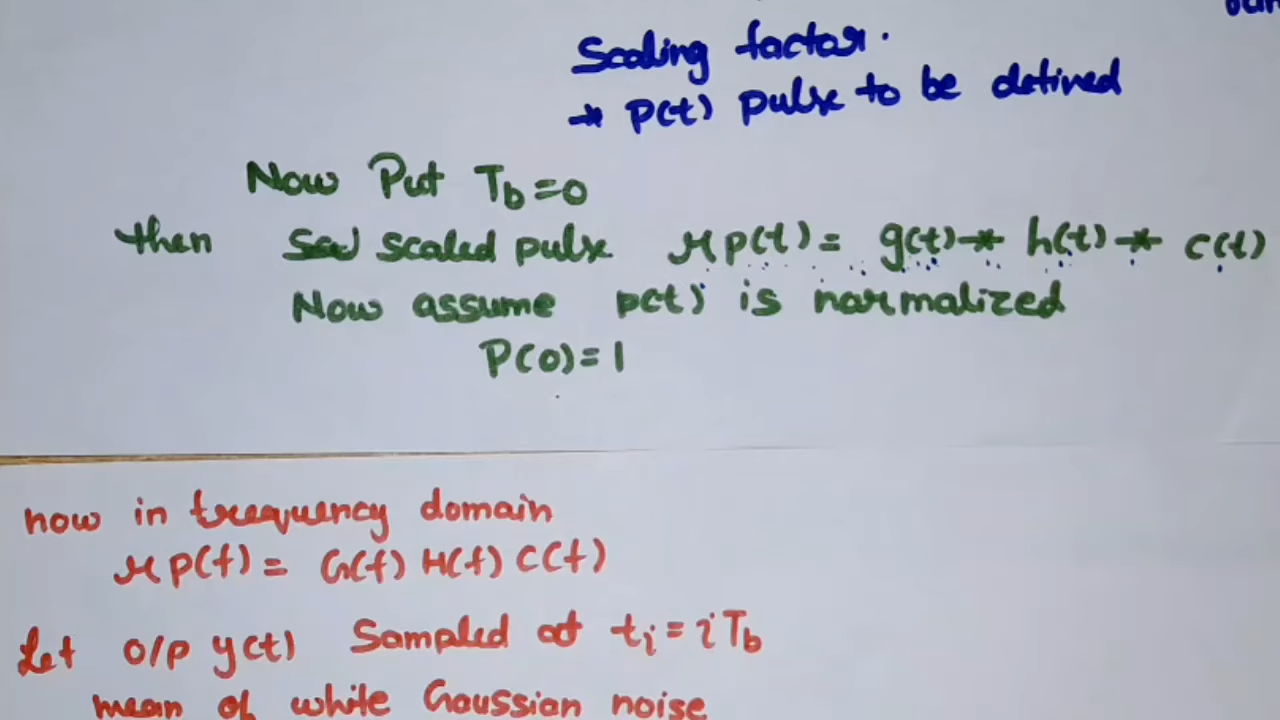 Scaling factor.
→ P(t) pulse to be defined
Now Put Tb=0
then scaled pulse μp(t) = g(t) * h(t) * c(t)
Now assume p(t) is normalized
P(0)=1
now in frequency domain
μP(f) = G(f) H(f) C(f)
Let O/P y(t) Sampled at ti = iTb
mean of white Gaussian noise